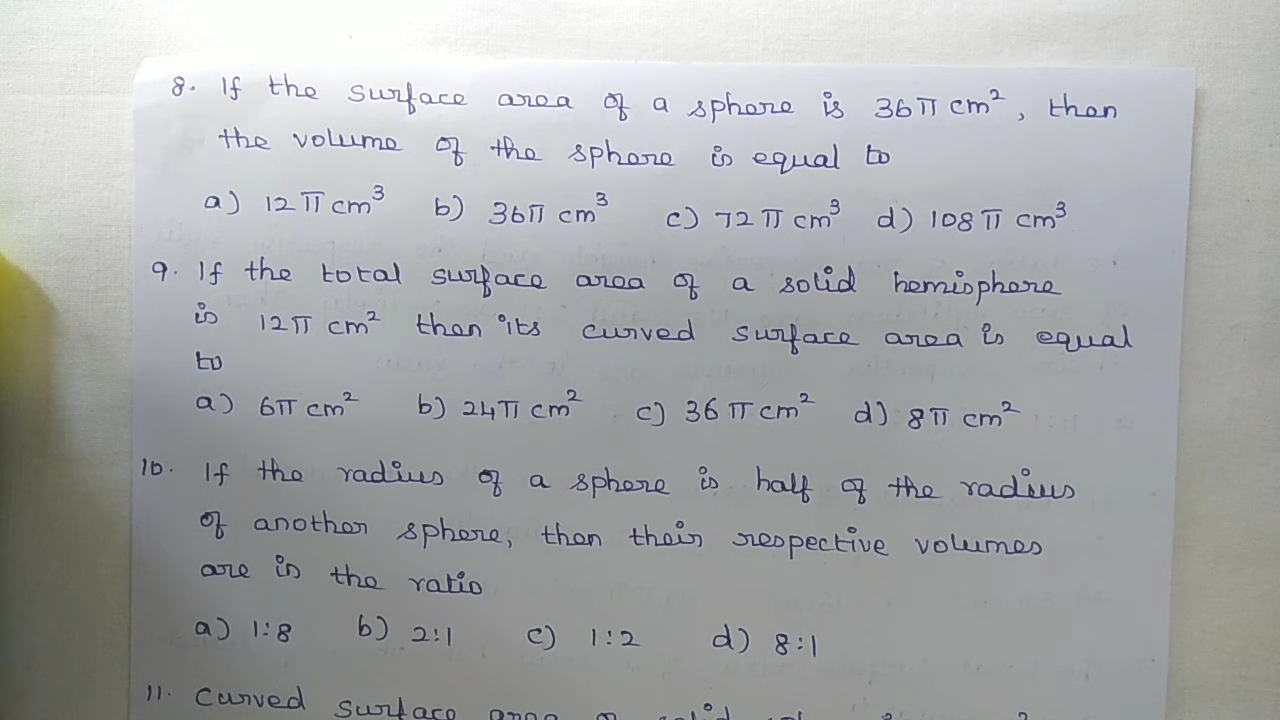 8. If the surface area of a sphere is 36π cm², then
the volume of the sphere is equal to
a) 12π cm³ b) 36π cm³ c) 72π cm³ d) 108π cm³
9. If the total surface area of a solid hemisphere
is 12π cm² then its curved surface area is equal
to
a) 6π cm² b) 24π cm² c) 36π cm² d) 8π cm²
10. If the radius of a sphere is half of the radius
of another sphere, then their respective volumes
are in the ratio
a) 1:8 b) 2:1 c) 1:2 d) 8:1
11. Curved surface area of solid